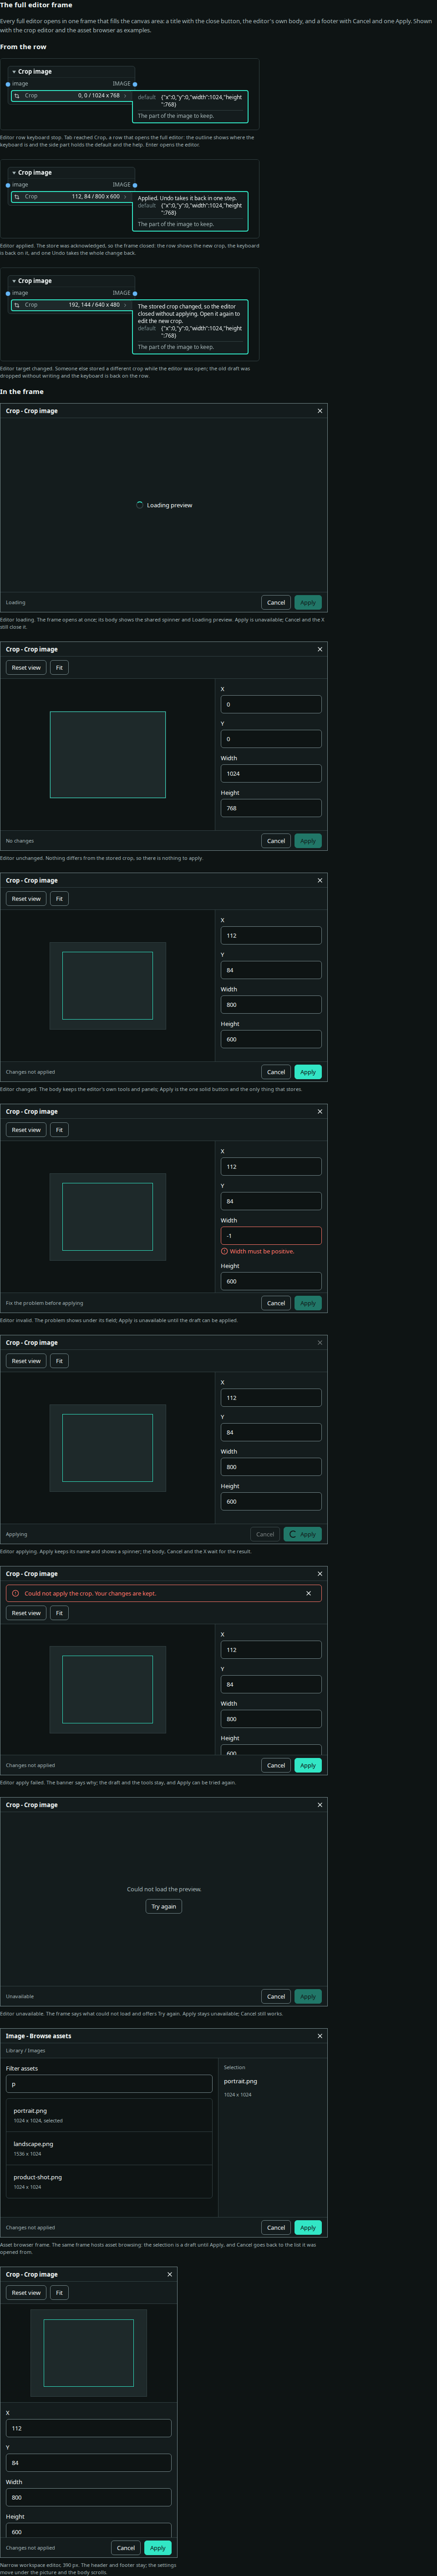 The full editor frame
Every full editor opens in one frame that fills the canvas area: a title with the close button, the editor's own body, and a footer with Cancel and one Apply. Shown
with the crop editor and the asset browser as examples.
From the row
Crop image
image IMAGE
Crop 0, 0 / 1024 x 768
default {"x":0,"y":0,"width":1024,"height
":768}
The part of the image to keep.
Editor row keyboard stop. Tab reached Crop, a row that opens the full editor: the outline shows where the
keyboard is and the side part holds the default and the help. Enter opens the editor.
Crop image
image IMAGE
Crop 112, 84 / 800 x 600
Applied. Undo takes it back in one step.
default {"x":0,"y":0,"width":1024,"height
":768}
The part of the image to keep.
Editor applied. The store was acknowledged, so the frame closed: the row shows the new crop, the keyboard
is back on it, and one Undo takes the whole change back.
Crop image
image IMAGE
Crop 192, 144 / 640 x 480
The stored crop changed, so the editor
closed without applying. Open it again to
edit the new crop.
default {"x":0,"y":0,"width":1024,"height
":768}
The part of the image to keep.
Editor target changed. Someone else stored a different crop while the editor was open; the old draft was
dropped without writing and the keyboard is back on the row.
In the frame
Crop - Crop image
Loading preview
Loading Cancel Apply
Editor loading. The frame opens at once; its body shows the shared spinner and Loading preview. Apply is unavailable; Cancel and the X
still close it.
Crop - Crop image
Reset view Fit
X
0
Y
0
Width
1024
Height
768
No changes Cancel Apply
Editor unchanged. Nothing differs from the stored crop, so there is nothing to apply.
Crop - Crop image
Reset view Fit
X
112
Y
84
Width
800
Height
600
Changes not applied Cancel Apply
Editor changed. The body keeps the editor's own tools and panels; Apply is the one solid button and the only thing that stores.
Crop - Crop image
Reset view Fit
X
112
Y
84
Width
-1
Width must be positive.
Height
600
Fix the problem before applying Cancel Apply
Editor invalid. The problem shows under its field; Apply is unavailable until the draft can be applied.
Crop - Crop image
Reset view Fit
X
112
Y
84
Width
800
Height
600
Applying Cancel Apply
Editor applying. Apply keeps its name and shows a spinner; the body, Cancel and the X wait for the result.
Crop - Crop image
Could not apply the crop. Your changes are kept.
Reset view Fit
X
112
Y
84
Width
800
Height
600
Changes not applied Cancel Apply
Editor apply failed. The banner says why; the draft and the tools stay, and Apply can be tried again.
Crop - Crop image
Could not load the preview.
Try again
Unavailable Cancel Apply
Editor unavailable. The frame says what could not load and offers Try again. Apply stays unavailable; Cancel still works.
Image - Browse assets
Library / Images
Filter assets
p
portrait.png
1024 x 1024, selected
landscape.png
1536 x 1024
product-shot.png
1024 x 1024
Selection
portrait.png
1024 x 1024
Changes not applied Cancel Apply
Asset browser frame. The same frame hosts asset browsing: the selection is a draft until Apply, and Cancel goes back to the list it was
opened from.
Crop - Crop image
Reset view Fit
X
112
Y
84
Width
800
Height
600
Changes not applied Cancel Apply
Narrow workspace editor, 390 px. The header and footer stay; the settings
move under the picture and the body scrolls.